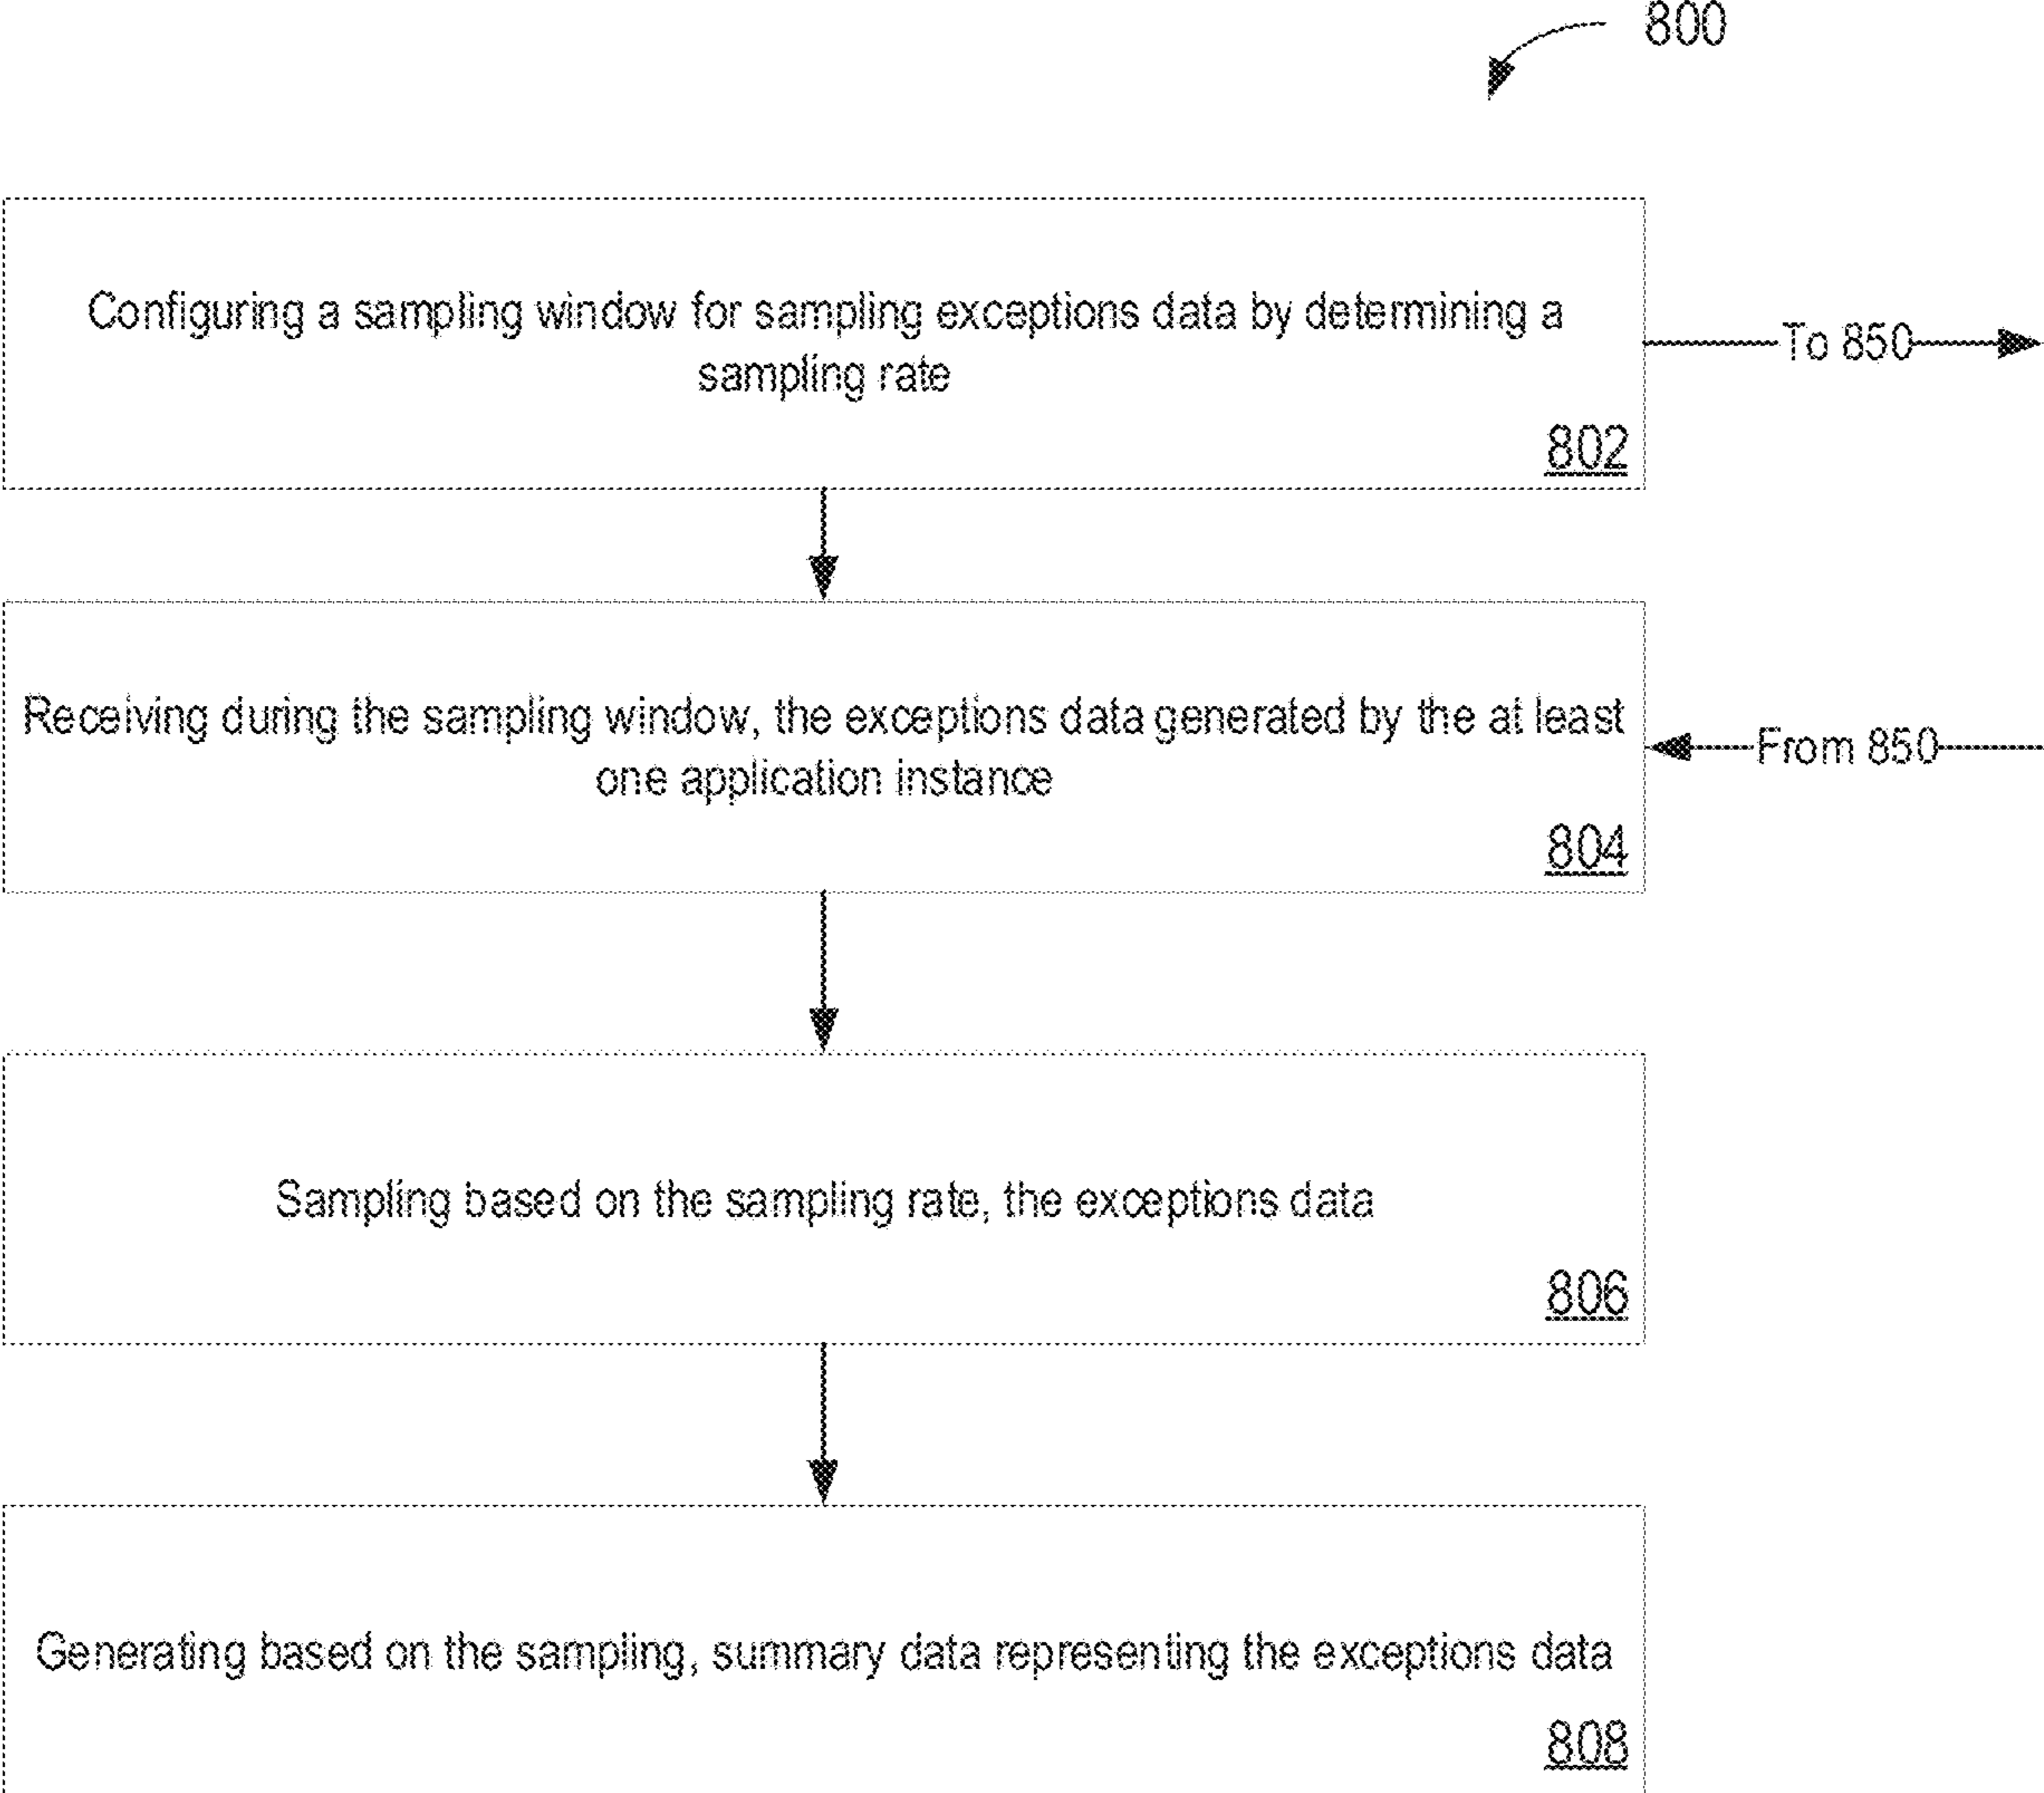 800
Configuring a sampling window for sampling exceptions data by determining a
sampling rate
To 850
802
Receiving during the sampling window, the exceptions data generated by the at least
one application instance
From 850
804
Sampling based on the sampling rate, the exceptions data
806
Generating based on the sampling, summary data representing the exceptions data
808